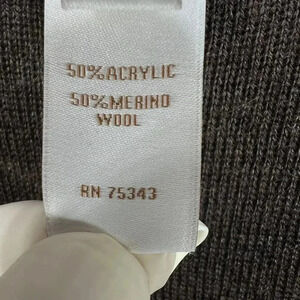 50% ACRYLIC
50% MERINO
WOOL
RN 75343